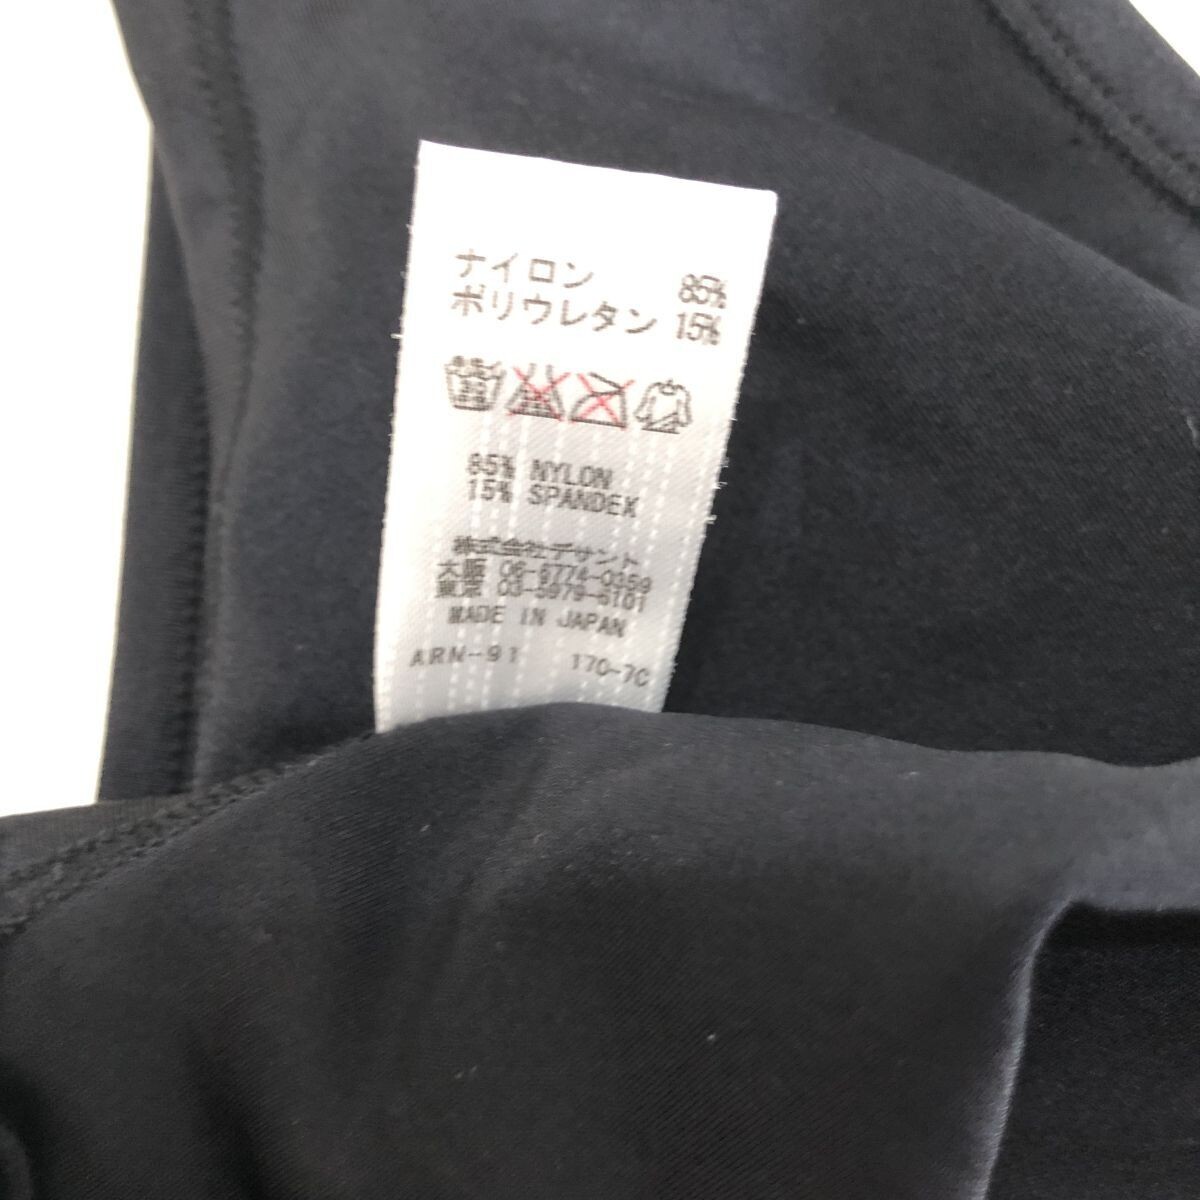 ナイロン 85%
ポリウレタン 15%
85% NYLON
15% SPANDEX
株式会社デサント
大阪 06-6774-0359
東京 03-5979-6101
MADE IN JAPAN
ARN-91 170-7C